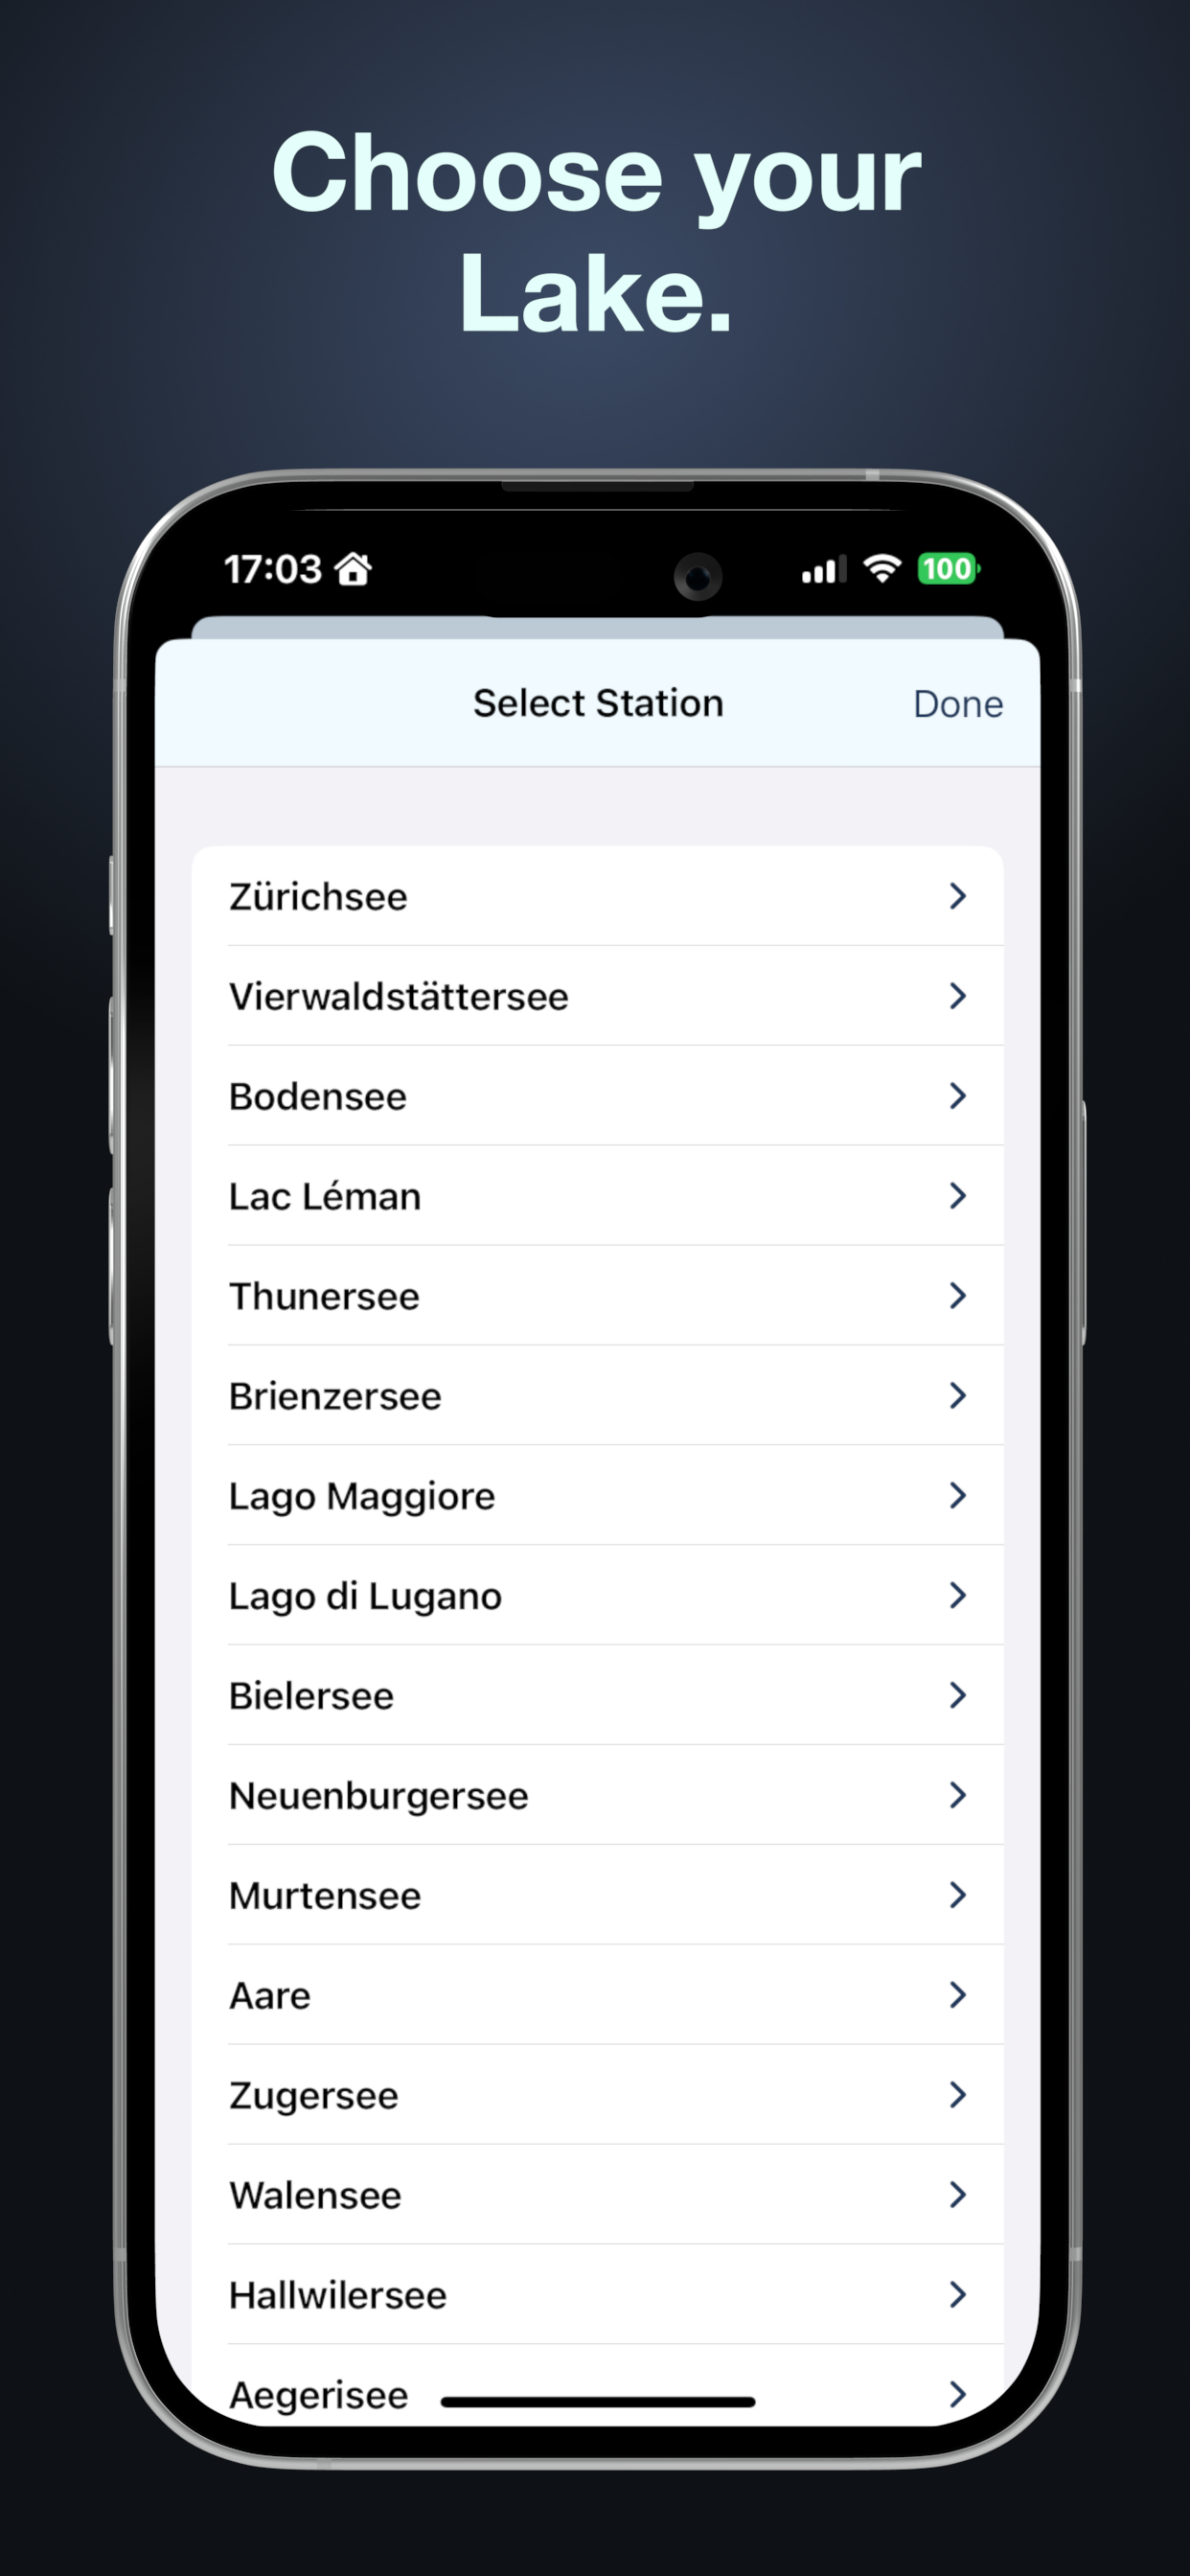 Choose your
Lake.
17:03
100
Select Station
Done
Zürichsee
Vierwaldstättersee
Bodensee
Lac Léman
Thunersee
Brienzersee
Lago Maggiore
Lago di Lugano
Bielersee
Neuenburgersee
Murtensee
Aare
Zugersee
Walensee
Hallwilersee
Aegerisee